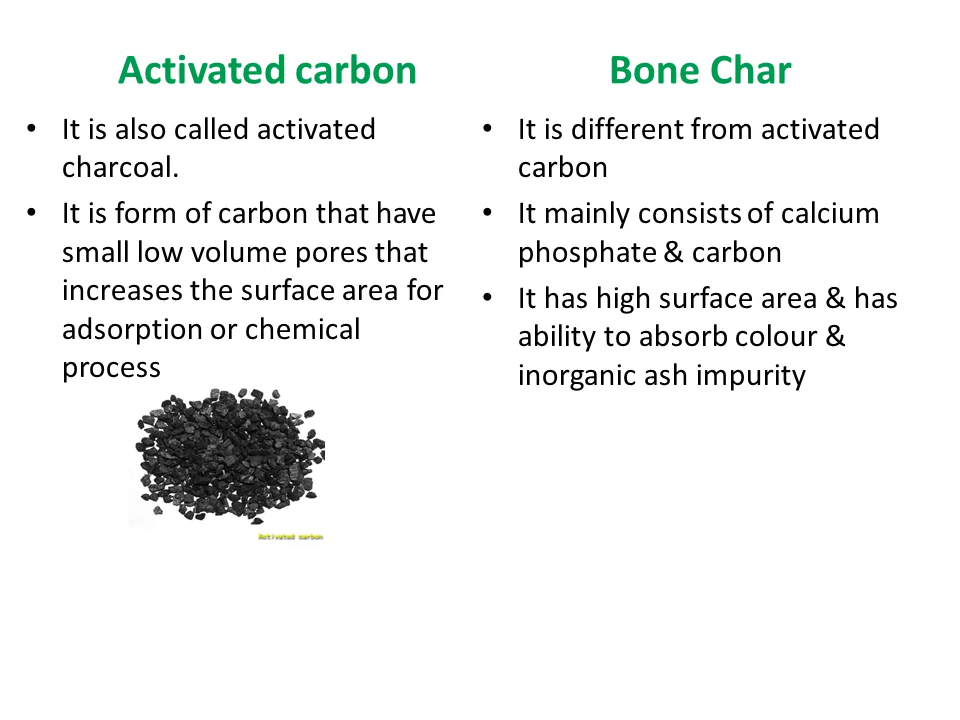 Activated carbon
• It is also called activated
charcoal.
• It is form of carbon that have
small low volume pores that
increases the surface area for
adsorption or chemical
process
Activated carbon
Bone Char
• It is different from activated
carbon
• It mainly consists of calcium
phosphate & carbon
• It has high surface area & has
ability to absorb colour &
inorganic ash impurity